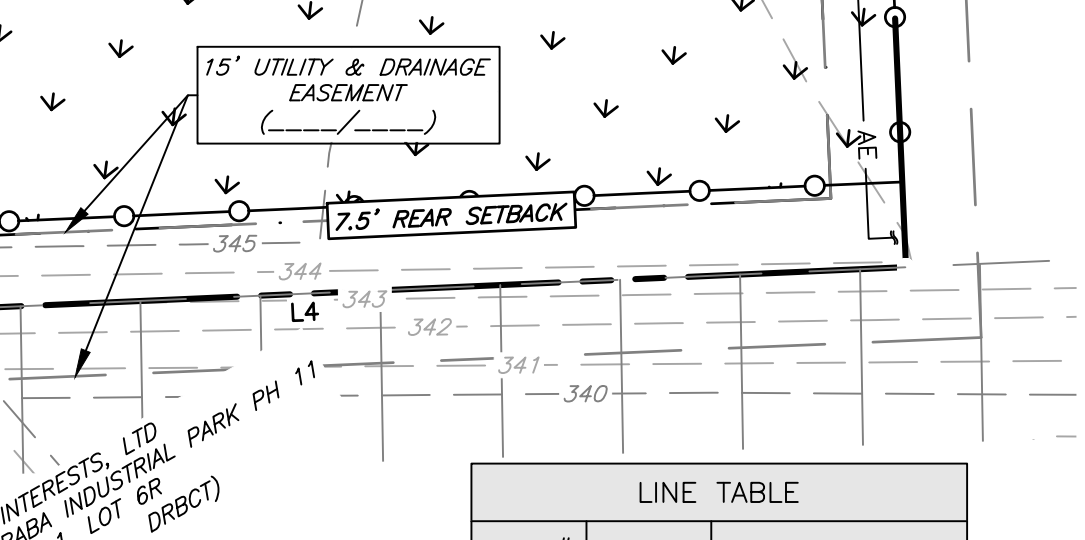 15' UTILITY & DRAINAGE
EASEMENT
(____/____)
AE
7.5' REAR SETBACK
345
344
343
L4
342
341
340
INTERESTS, LTD
INDUSTRIAL PARK PH 11
LOT 6R
DRBCT)
LINE TABLE